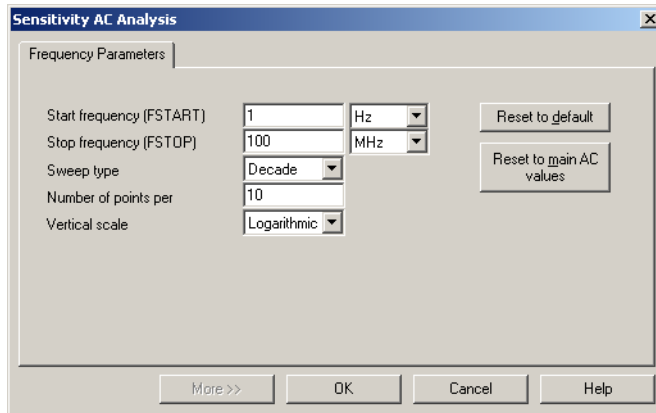 Sensitivity AC Analysis
Frequency Parameters
Start frequency (FSTART) 1 Hz
Reset to default
Stop frequency (FSTOP) 100 MHz
Sweep type Decade
Reset to main AC
values
Number of points per 10
Vertical scale Logarithmic
More >> OK Cancel Help